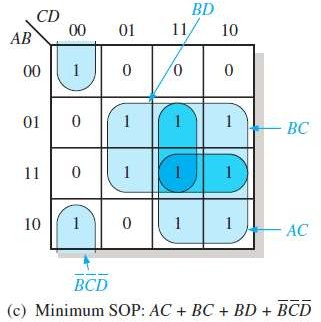 CD
AB
BD
00 01 11 10
00 1 0 0 0
01 0 1 1 1 BC
11 0 1 1 1
10 1 0 1 1 AC
B̅C̅D̅
(c) Minimum SOP: AC + BC + BD + B̅C̅D̅